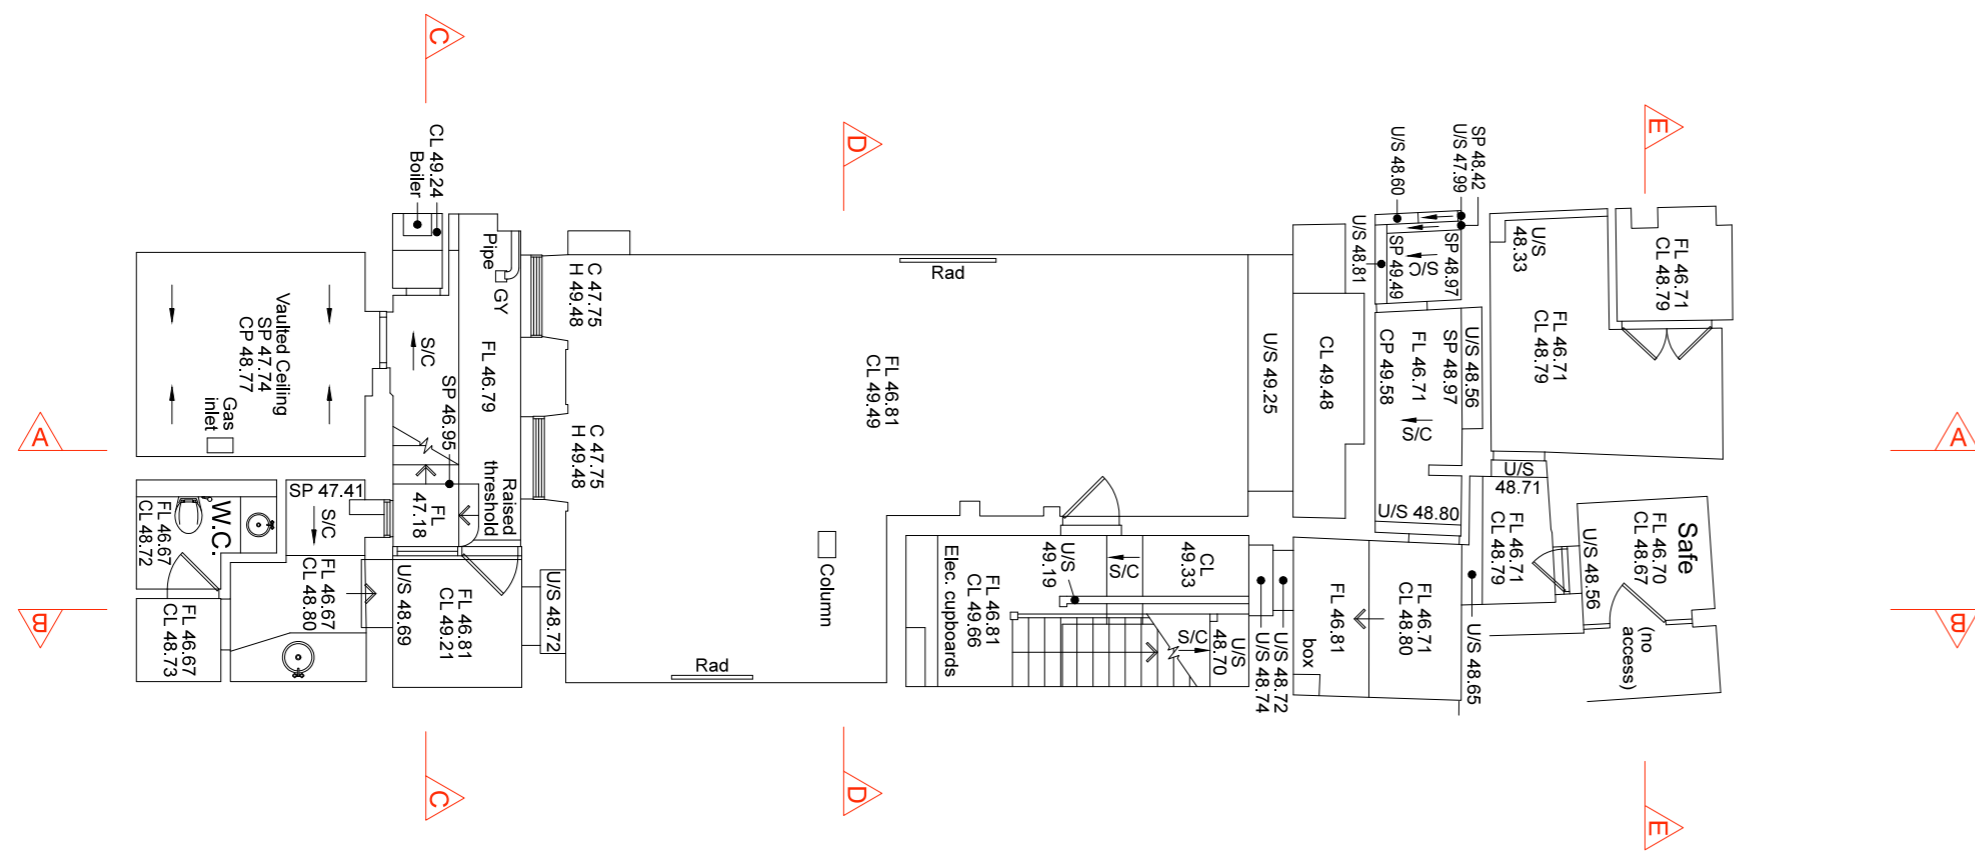 C
D
E
CL 49.24
Boiler
Pipe
GY
C 47.75
H 49.48
Rad
U/S 48.60
SP 48.42
U/S 47.99
U/S 48.81
SP 48.97
S/C
SP 49.49
U/S
48.33
FL 46.71
CL 48.79
Vaulted Ceiling
SP 47.74
CP 48.77
Gas
inlet
S/C
FL 46.79
SP 46.95
C 47.75
H 49.48
FL 46.81
CL 49.49
U/S 49.25
CL 49.48
U/S 48.56
SP 48.97
FL 46.71
CP 49.58
S/C
FL 46.71
CL 48.79
A
A
Raised
threshold
FL
47.18
SP 47.41
S/C
W.C.
FL 46.67
CL 48.72
U/S 48.80
U/S
48.71
FL 46.71
CL 48.79
Safe
FL 46.70
CL 48.67
U/S 48.56
(no
access)
B
B
FL 46.67
CL 48.80
FL 46.67
CL 48.73
U/S 48.69
FL 46.81
CL 49.21
U/S 48.72
Column
Rad
Elec. cupboards
FL 46.81
CL 49.66
U/S
49.19
S/C
CL
49.33
S/C
U/S
48.70
U/S 48.72
U/S 48.74
FL 46.81
box
FL 46.71
CL 48.80
U/S 48.65
C
D
E